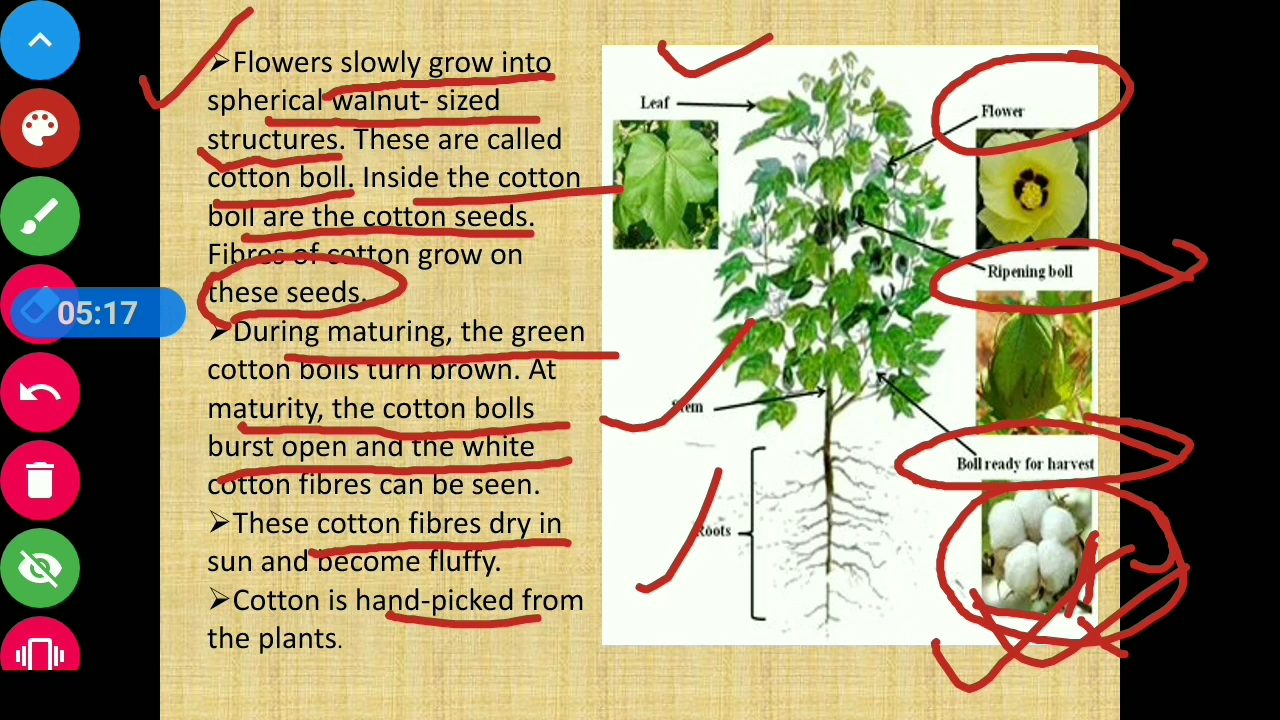 ➢Flowers slowly grow into
spherical walnut- sized
structures. These are called
cotton boll. Inside the cotton
boll are the cotton seeds.
Fibres of cotton grow on
these seeds.
➢During maturing, the green
cotton bolls turn brown. At
maturity, the cotton bolls
burst open and the white
cotton fibres can be seen.
➢These cotton fibres dry in
sun and become fluffy.
➢Cotton is hand-picked from
the plants.
05:17
Leaf
Flower
Ripening boll
Stem
Boll ready for harvest
Roots